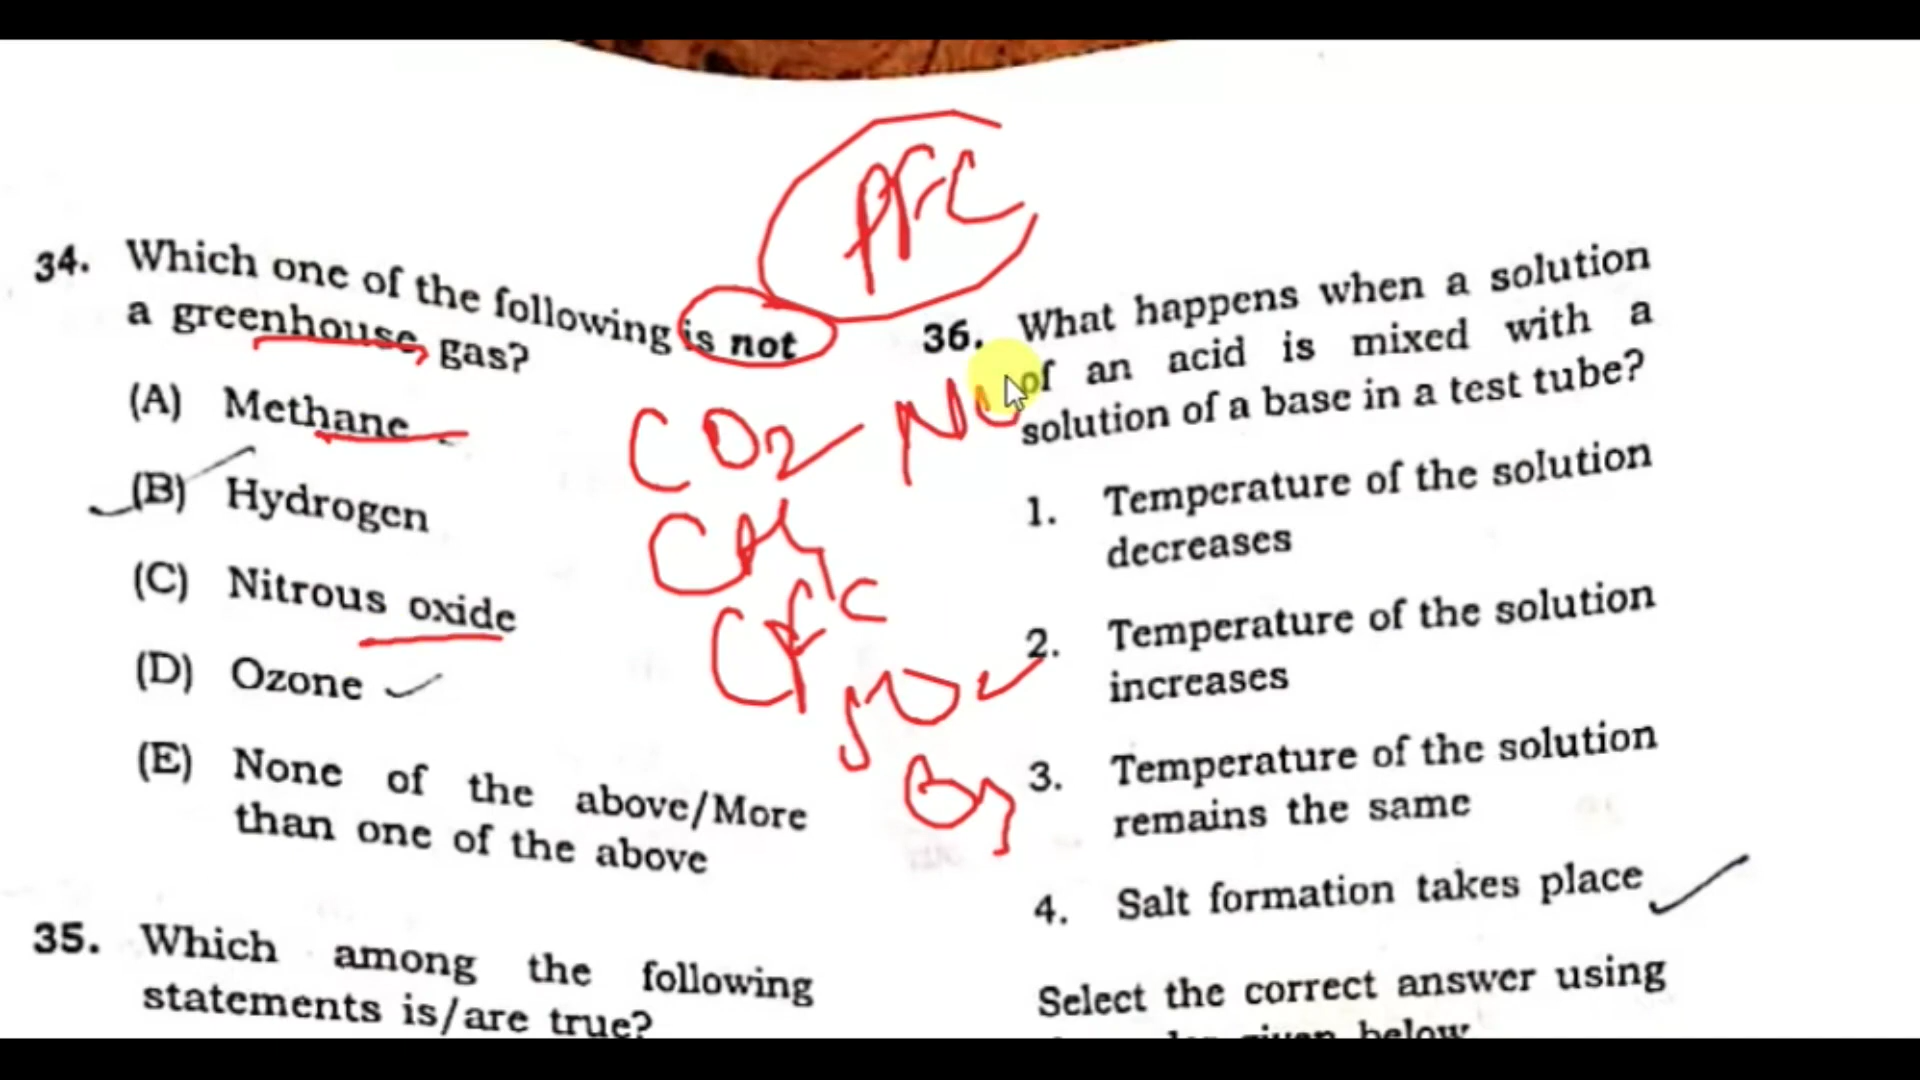 PFC
34. Which one of the following is not
a greenhouse gas?
(A) Methane
(B) Hydrogen
(C) Nitrous oxide
(D) Ozone
(E) None of the above/More
than one of the above
35. Which among the following
statements is/are true?
CO2
36. What happens when a solution
of an acid is mixed with a
solution of a base in a test tube?
1. Temperature of the solution
decreases
2. Temperature of the solution
increases
3. Temperature of the solution
remains the same
4. Salt formation takes place
Select the correct answer using
given below